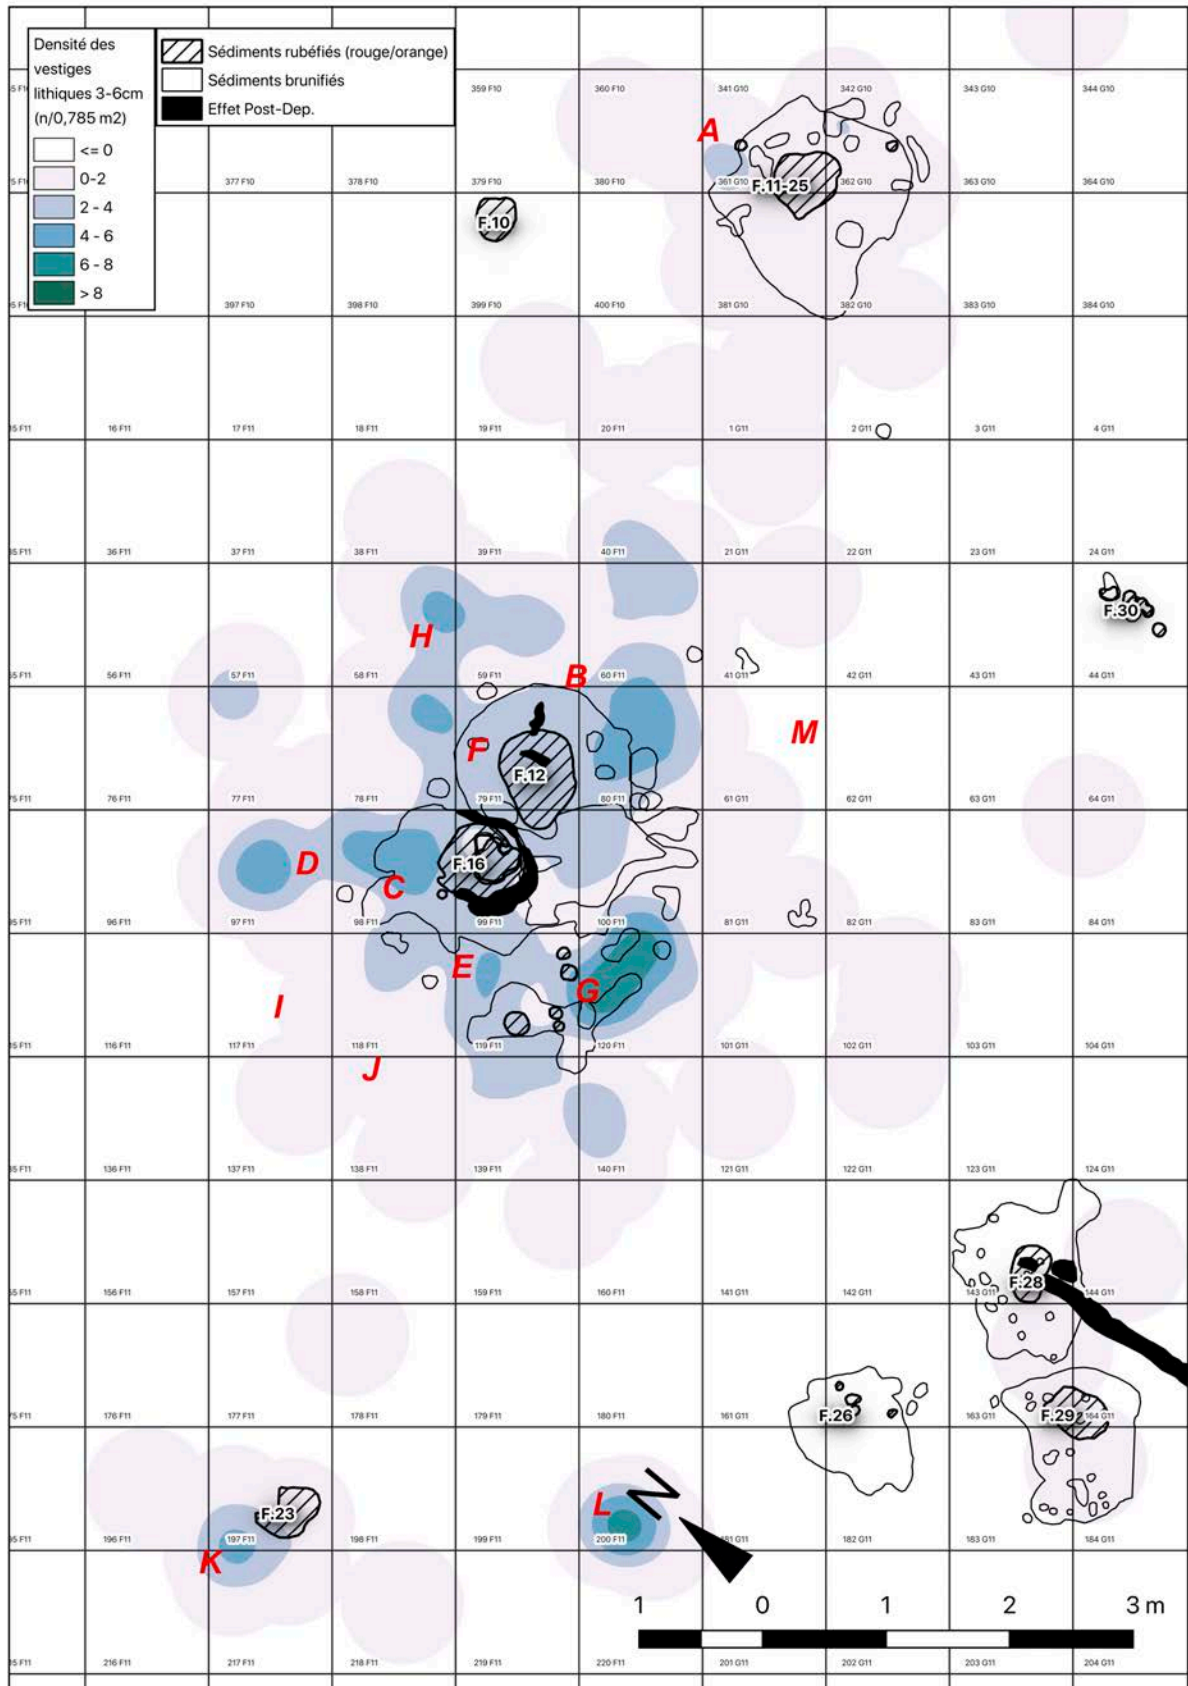 Densité des
vestiges
lithiques 3-6cm
(n/0,785 m2)
<= 0
0-2
2 - 4
4 - 6
6 - 8
> 8
Sédiments rubéfiés (rouge/orange)
Sédiments brunifiés
Effet Post-Dep.
359 F10 360 F10 341 G10 342 G10 343 G10 344 G10
A
377 F10 378 F10 379 F10 380 F10 361 G10 362 G10 363 G10 364 G10
F.11-25
F.10
397 F10 398 F10 399 F10 400 F10 381 G10 382 G10 383 G10 384 G10
16 F11 17 F11 18 F11 19 F11 20 F11 1 G11 2 G11 3 G11 4 G11
36 F11 37 F11 38 F11 39 F11 40 F11 21 G11 22 G11 23 G11 24 G11
F.30
H
56 F11 57 F11 58 F11 59 F11 60 F11 41 G11 42 G11 43 G11 44 G11
B
M
F
F.12
76 F11 77 F11 78 F11 79 F11 80 F11 61 G11 62 G11 63 G11 64 G11
D
F.16
C
96 F11 97 F11 98 F11 99 F11 100 F11 81 G11 82 G11 83 G11 84 G11
E
G
I
116 F11 117 F11 118 F11 119 F11 120 F11 101 G11 102 G11 103 G11 104 G11
J
136 F11 137 F11 138 F11 139 F11 140 F11 121 G11 122 G11 123 G11 124 G11
F.28
156 F11 157 F11 158 F11 159 F11 160 F11 141 G11 142 G11 143 G11 144 G11
176 F11 177 F11 178 F11 179 F11 180 F11 161 G11 163 G11 164 G11
F.26
F.29
N
L
F.23
196 F11 197 F11 198 F11 199 F11 200 F11 182 G11 183 G11 184 G11
K
1 0 1 2 3 m
216 F11 217 F11 218 F11 219 F11 220 F11 201 G11 202 G11 203 G11 204 G11